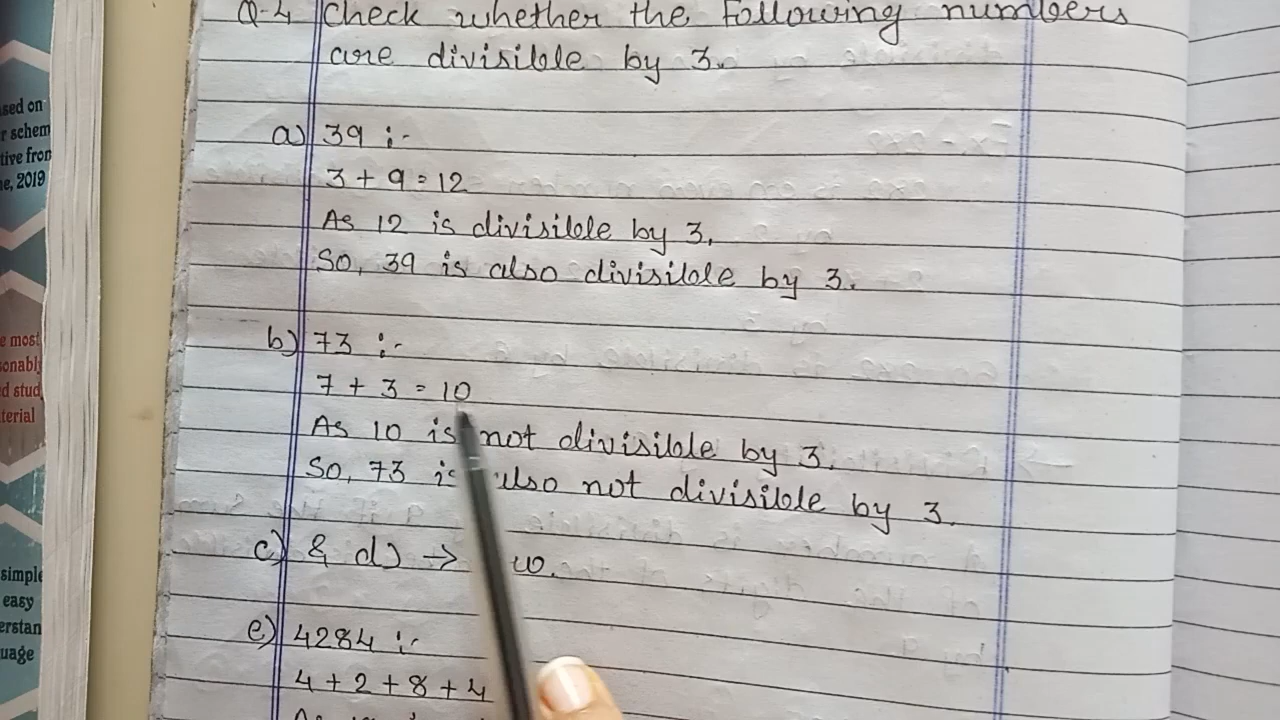 Q-4 Check whether the Following numbers
are divisible by 3.
a) 39 :-
3 + 9 = 12
As 12 is divisible by 3,
So, 39 is also divisible by 3.
b) 73 :-
7 + 3 = 10
As 10 is not divisible by 3.
So, 73 is also not divisible by 3.
c) & d) →
e) 4284 :-
4 + 2 + 8 + 4
sed on
r schem
tive fron
e, 2019
e most
onably
d stud
terial
simple
easy
erstan
uage